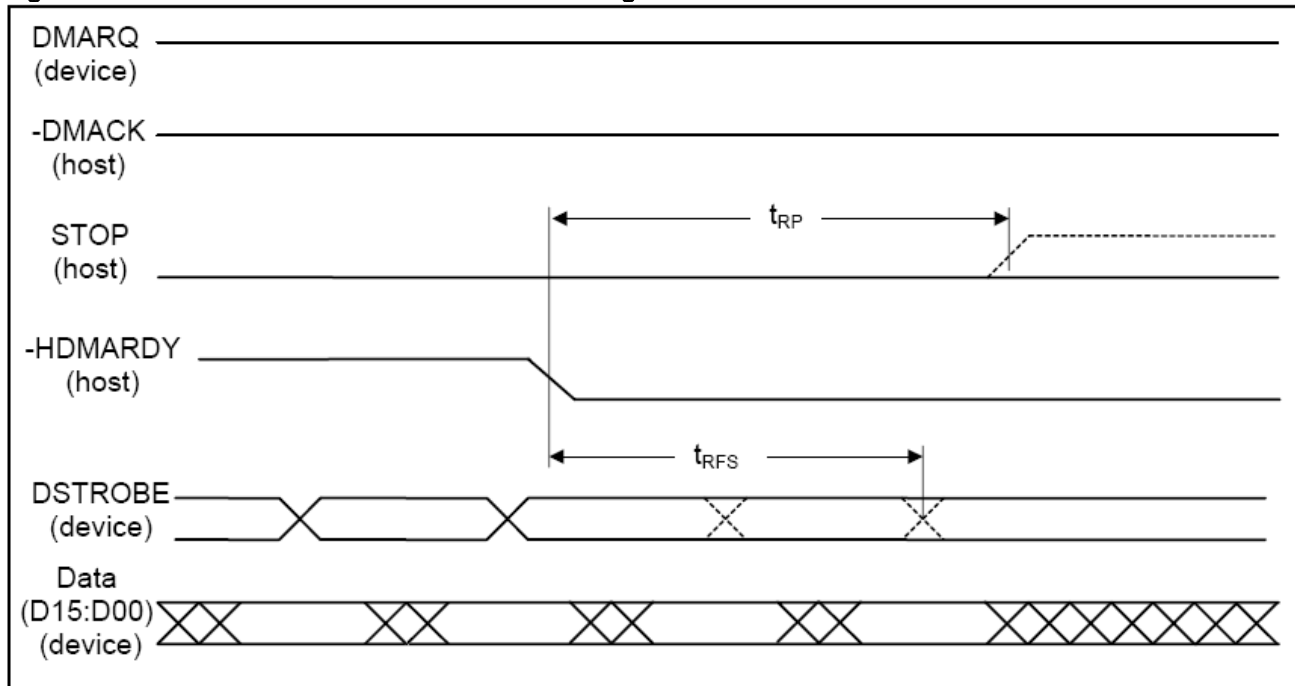 DMARQ
(device)
-DMACK
(host)
STOP
(host)
tRP
-HDMARDY
(host)
tRFS
DSTROBE
(device)
Data
(D15:D00)
(device)